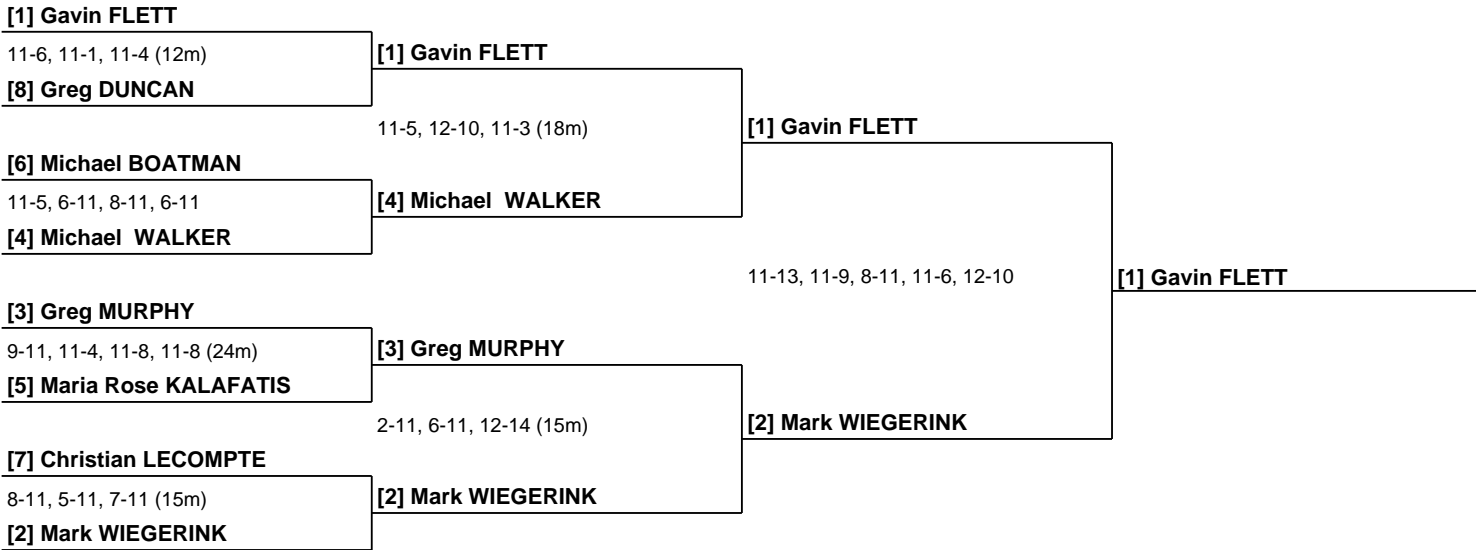 [1] Gavin FLETT
11-6, 11-1, 11-4 (12m)
[1] Gavin FLETT
[8] Greg DUNCAN
11-5, 12-10, 11-3 (18m)
[1] Gavin FLETT
[6] Michael BOATMAN
11-5, 6-11, 8-11, 6-11
[4] Michael  WALKER
[4] Michael  WALKER
11-13, 11-9, 8-11, 11-6, 12-10
[1] Gavin FLETT
[3] Greg MURPHY
9-11, 11-4, 11-8, 11-8 (24m)
[3] Greg MURPHY
[5] Maria Rose KALAFATIS
2-11, 6-11, 12-14 (15m)
[2] Mark WIEGERINK
[7] Christian LECOMPTE
8-11, 5-11, 7-11 (15m)
[2] Mark WIEGERINK
[2] Mark WIEGERINK